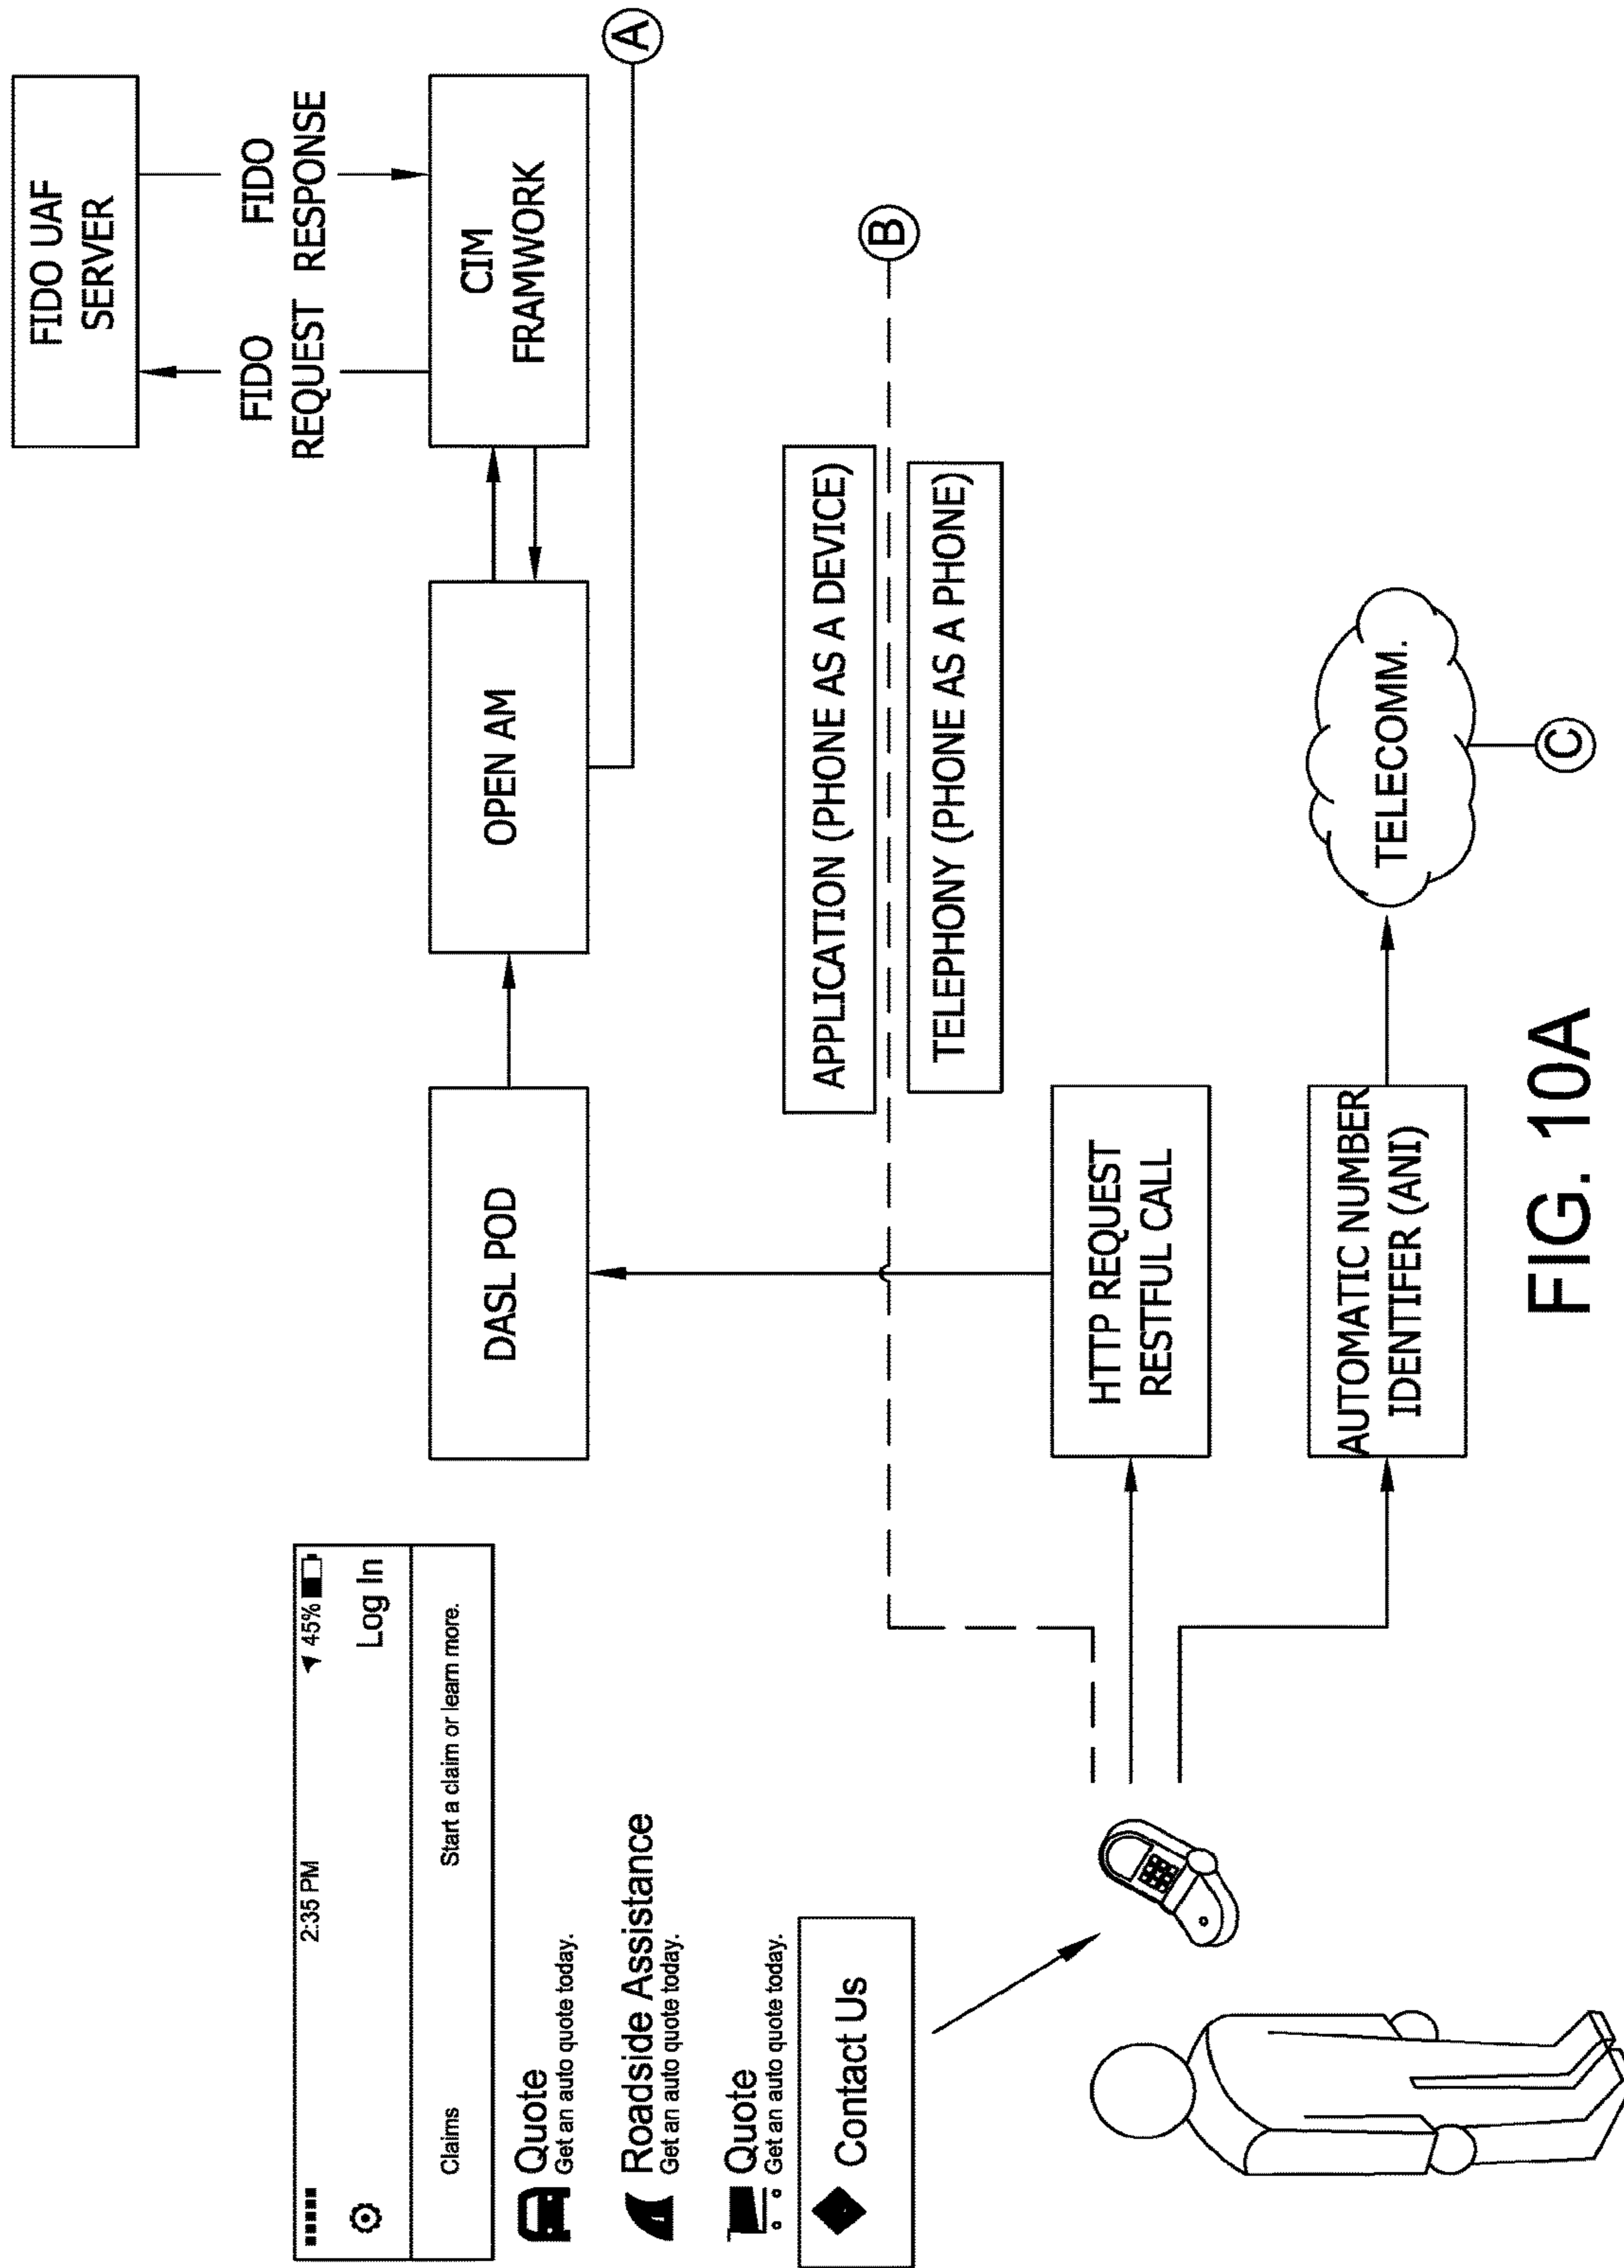 2:35 PM
45%
Log In
Claims
Start a claim or learn more.
Quote
Get an auto quote today.
Roadside Assistance
Get an auto quote today.
Quote
Get an auto quote today.
Contact Us
FIDO UAF
SERVER
FIDO
REQUEST
FIDO
RESPONSE
DASL POD
OPEN AM
CIM
FRAMWORK
A
APPLICATION (PHONE AS A DEVICE)
B
TELEPHONY (PHONE AS A PHONE)
HTTP REQUEST
RESTFUL CALL
AUTOMATIC NUMBER
IDENTIFER (ANI)
TELECOMM.
C
FIG. 10A